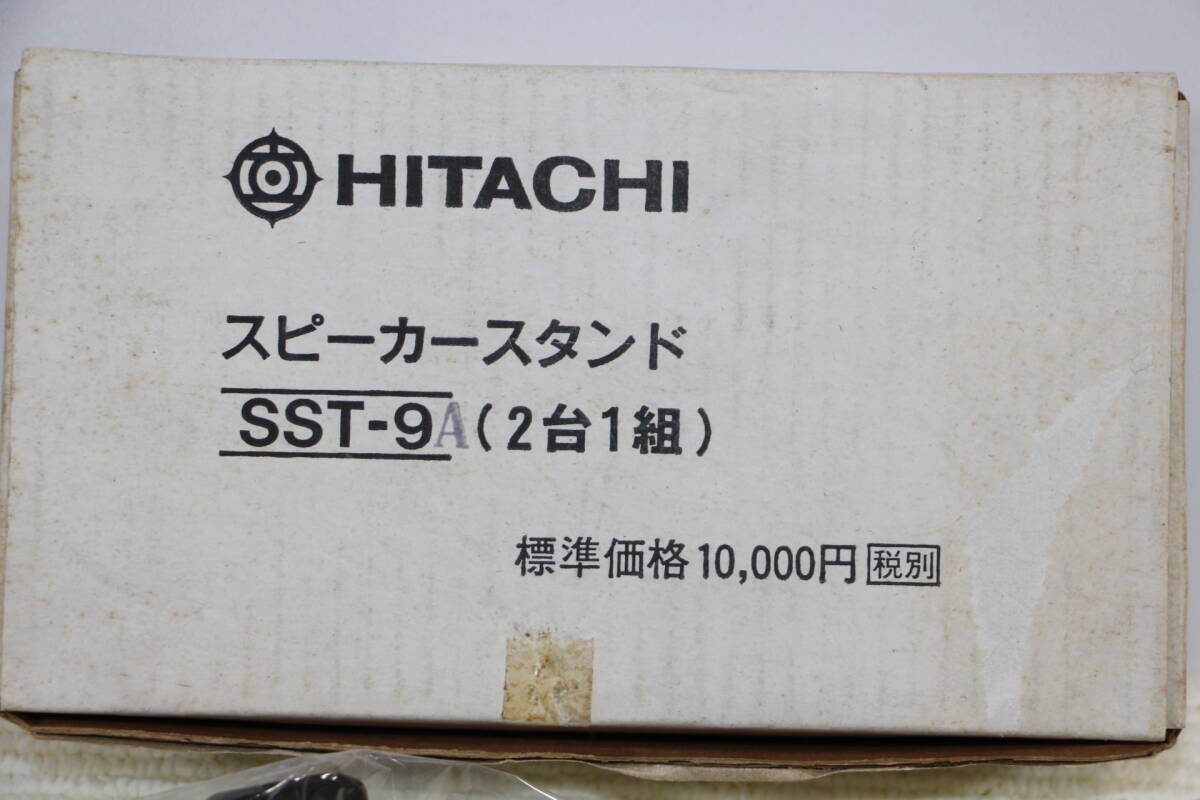 HITACHI
スピーカースタンド
SST-9A(2台1組)
標準価格10,000円 税別